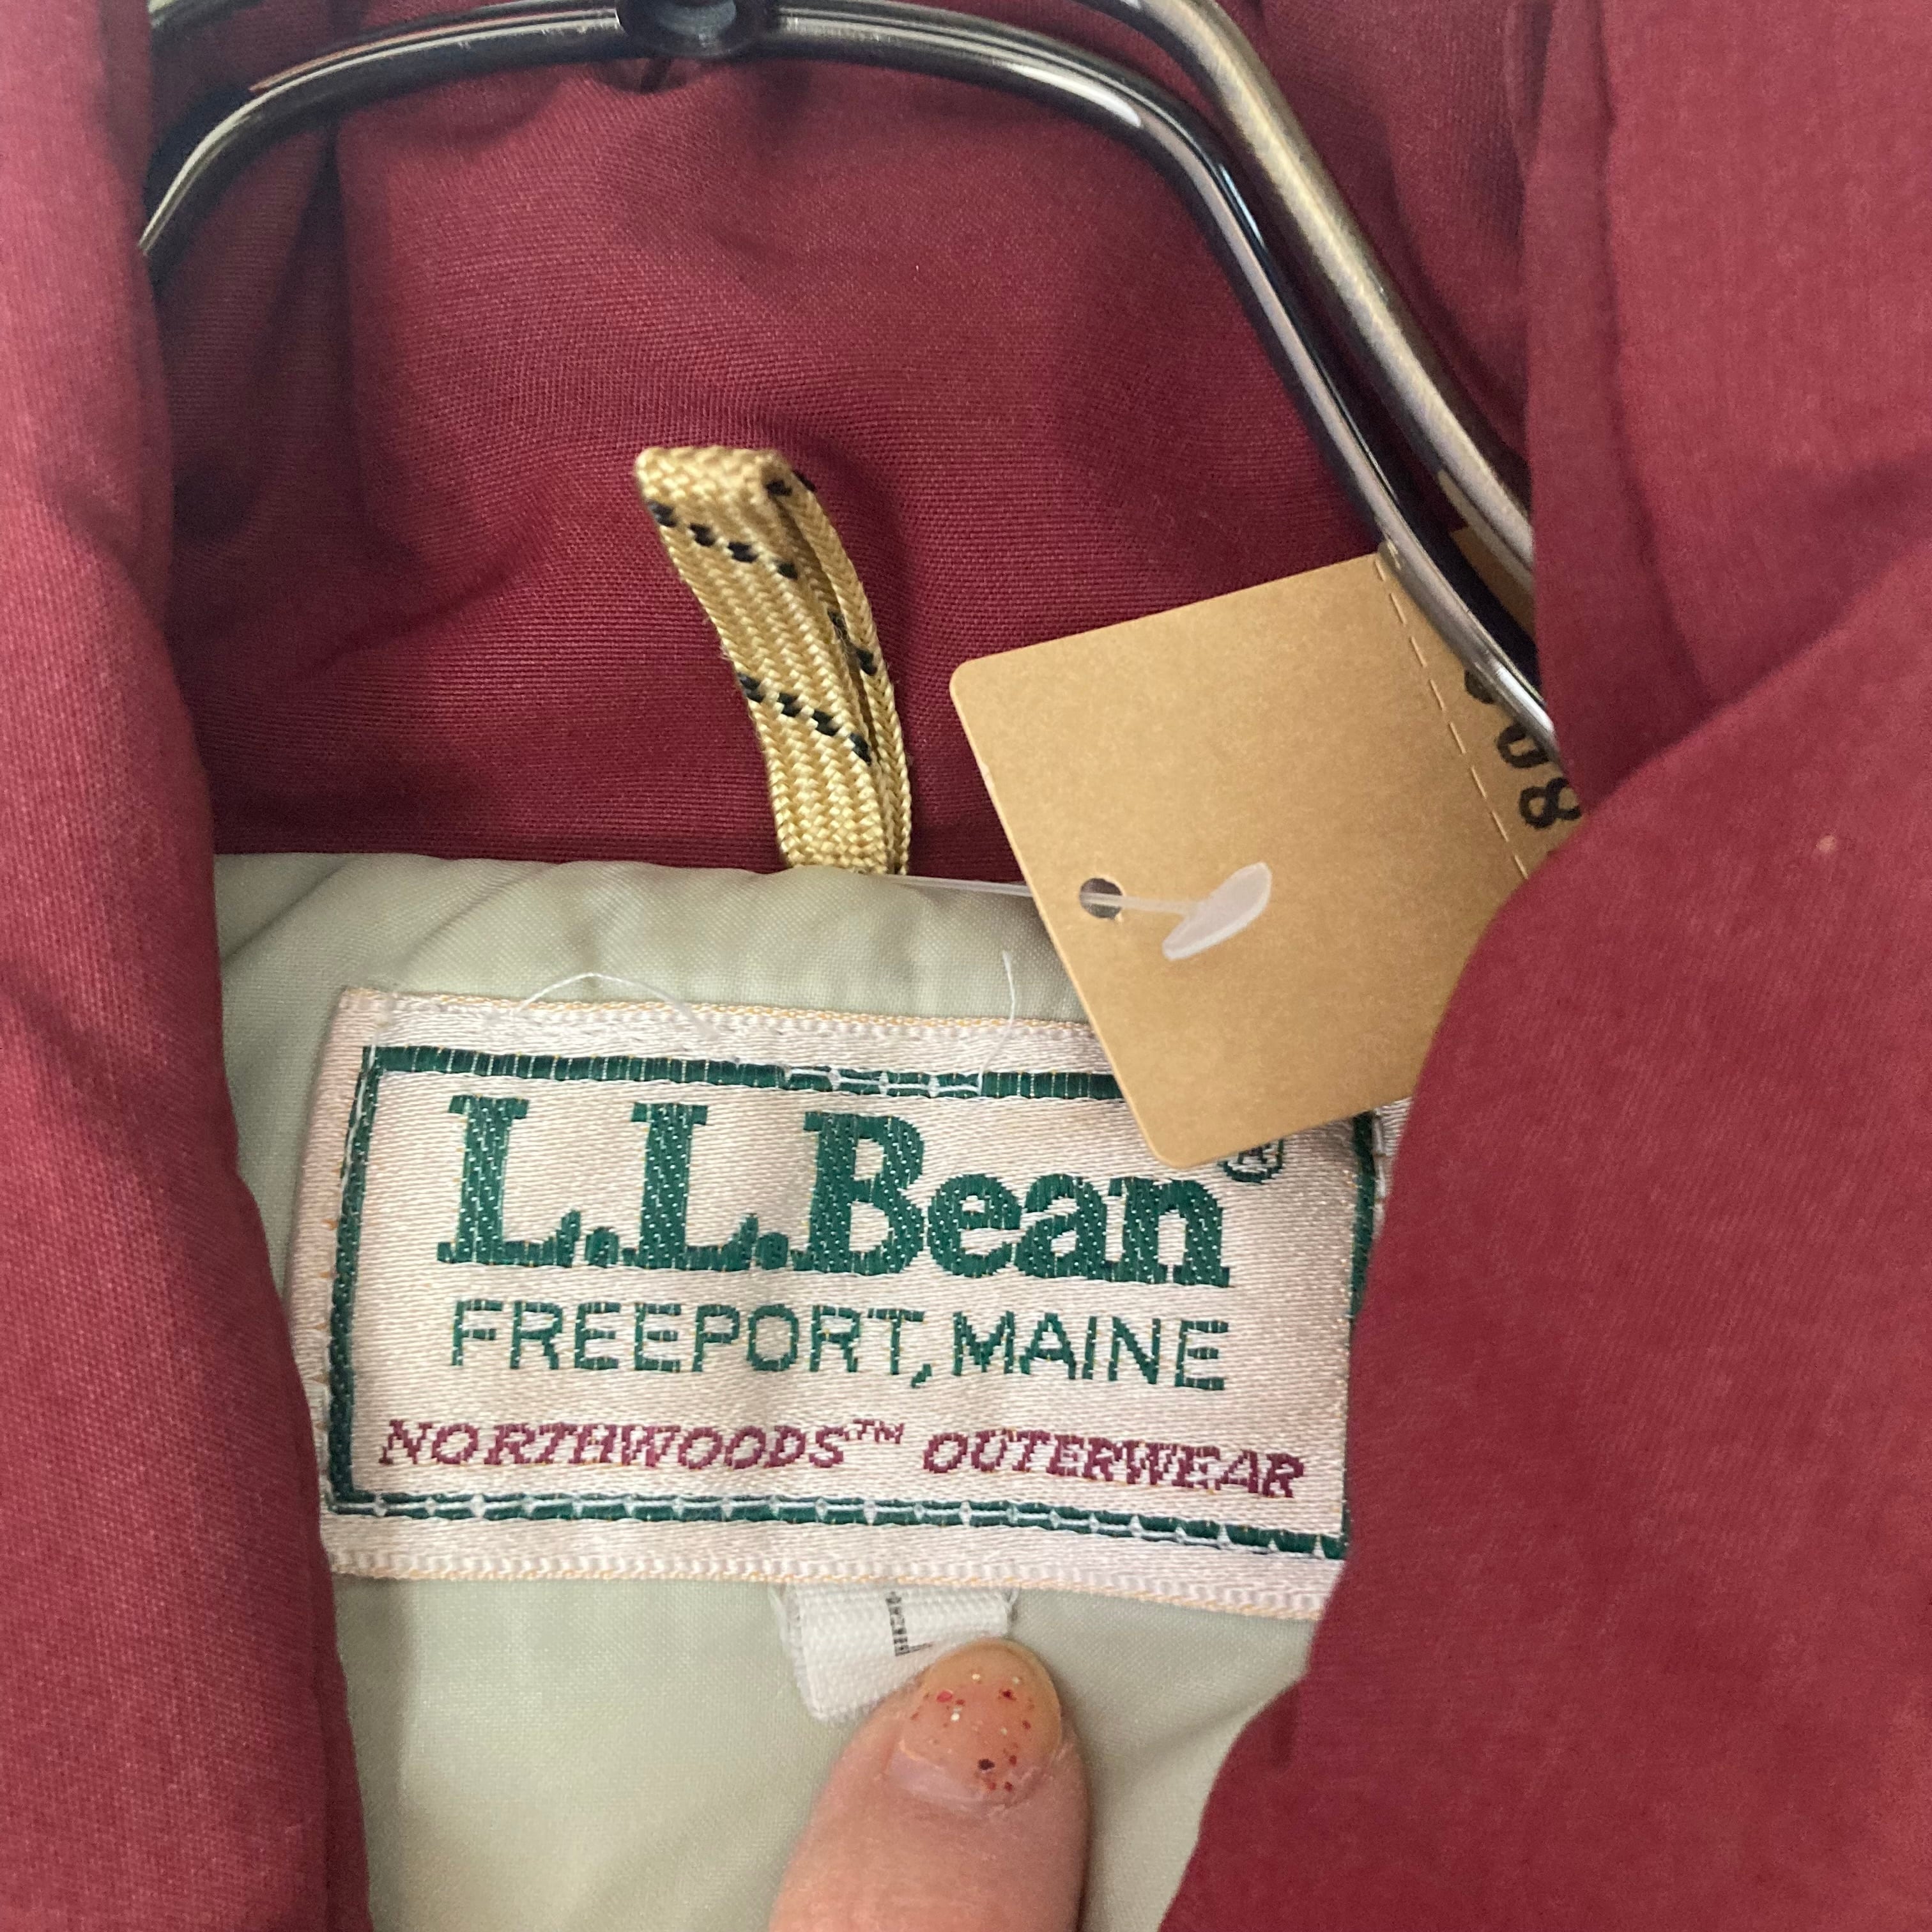 L.L.Bean®
FREEPORT, MAINE
NORTHWOODS™ OUTERWEAR
L